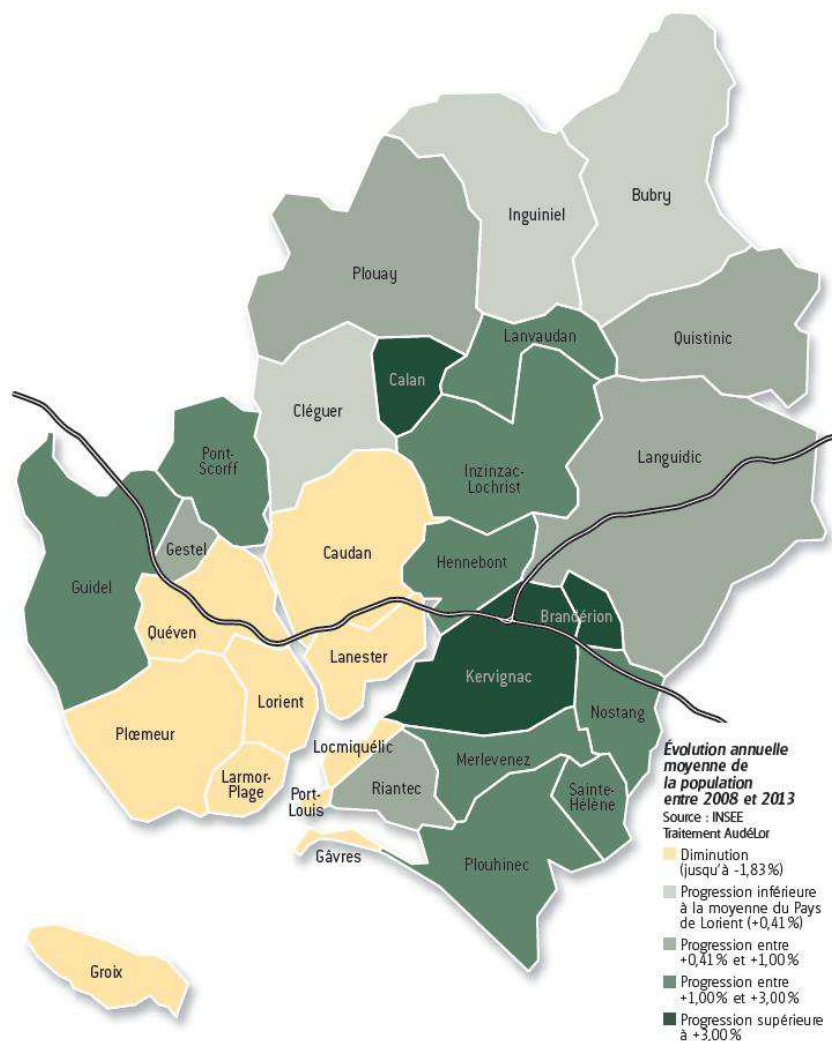 Bubry
Inguiniel
Plouay
Lanvaudan
Quistinic
Calan
Cléguer
Pont-
Scorff
Inzinzac-
Lochrist
Languidic
Gestel
Caudan
Hennebont
Guidel
Brandérion
Quéven
Lanester
Kervignac
Lorient
Nostang
Plœmeur
Locmiquélic
Merlevenez
Larmor-
Plage
Port-
Louis
Riantec
Sainte-
Hélène
Gâvres
Plouhinec
Groix
Évolution annuelle
moyenne de
la population
entre 2008 et 2013
Source : INSEE
Traitement AudéLor
Diminution
(jusqu'à -1,83%)
Progression inférieure
à la moyenne du Pays
de Lorient (+0,41%)
Progression entre
+0,41% et +1,00%
Progression entre
+1,00% et +3,00%
Progression supérieure
à +3,00%